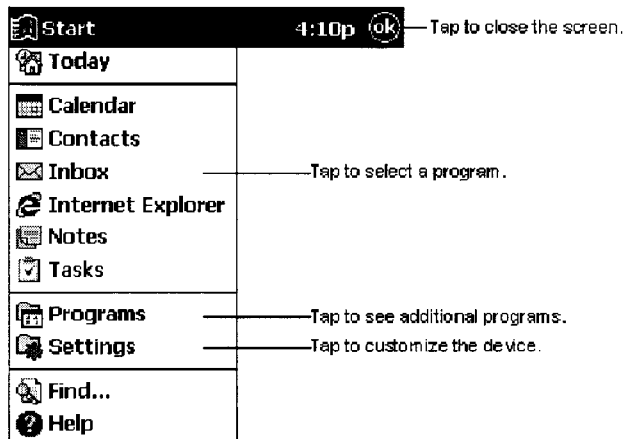 Start 4:10p ok Tap to close the screen.
Today
Calendar
Contacts
Inbox Tap to select a program.
Internet Explorer
Notes
Tasks
Programs Tap to see additional programs.
Settings Tap to customize the device.
Find...
Help